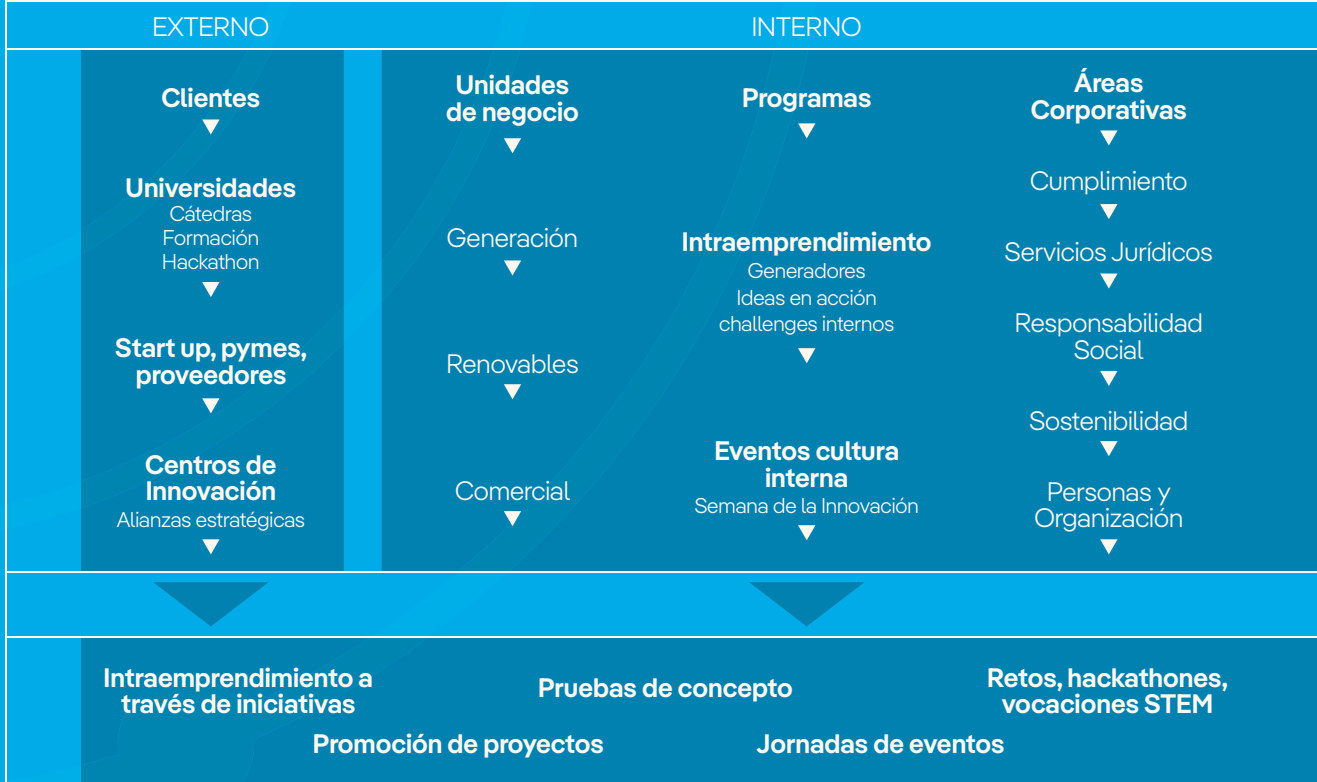 EXTERNO
INTERNO
Clientes
Universidades
Cátedras
Formación
Hackathon
Start up, pymes,
proveedores
Centros de
Innovación
Alianzas estratégicas
Unidades
de negocio
Generación
Renovables
Comercial
Programas
Intraemprendimiento
Generadores
Ideas en acción
challenges internos
Eventos cultura
interna
Semana de la Innovación
Áreas
Corporativas
Cumplimiento
Servicios Jurídicos
Responsabilidad
Social
Sostenibilidad
Personas y
Organización
Intraemprendimiento a
través de iniciativas
Pruebas de concepto
Retos, hackathones,
vocaciones STEM
Promoción de proyectos
Jornadas de eventos